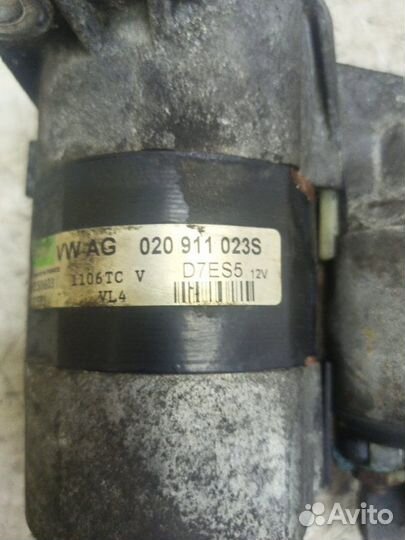 VW AG 020 911 023S
1106TC V D7ES5 12V
VL4
Avito